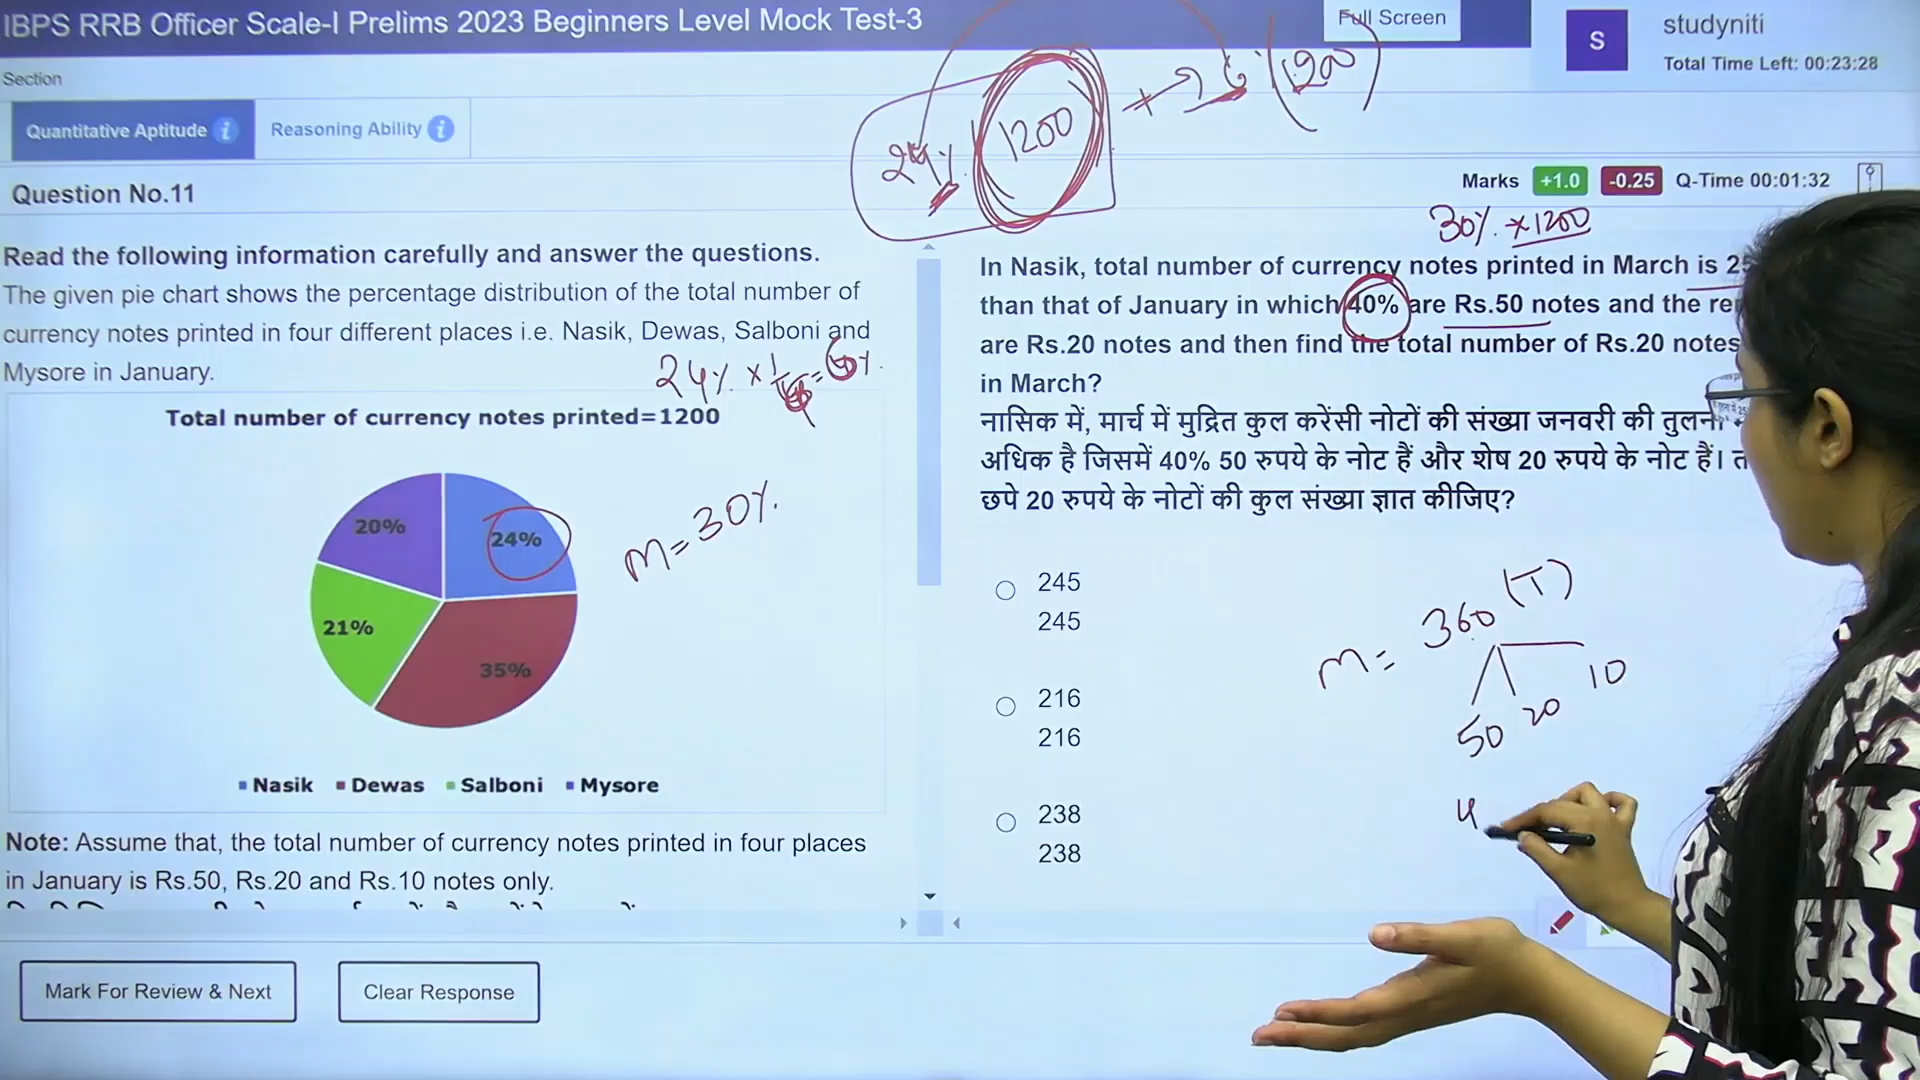 IBPS RRB Officer Scale-I Prelims 2023 Beginners Level Mock Test-3
Full Screen
S
studyniti
Total Time Left: 00:23:28
Section
Quantitative Aptitude i
Reasoning Ability i
24% 1200 + 6% (1200)
Question No.11
Marks +1.0 -0.25 Q-Time 00:01:32
30% × 1200
Read the following information carefully and answer the questions.
The given pie chart shows the percentage distribution of the total number of
currency notes printed in four different places i.e. Nasik, Dewas, Salboni and
Mysore in January.
24% × 1/4 = 6%
Total number of currency notes printed=1200
20%
24%
21%
35%
m = 30%
Nasik Dewas Salboni Mysore
Note: Assume that, the total number of currency notes printed in four places
in January is Rs.50, Rs.20 and Rs.10 notes only.
In Nasik, total number of currency notes printed in March is
than that of January in which 40% are Rs.50 notes and the
are Rs.20 notes and then find the total number of Rs.20 notes
in March?
नासिक में, मार्च में मुद्रित कुल करेंसी नोटों की संख्या जनवरी की
अधिक है जिसमें 40% 50 रुपये के नोट हैं और शेष 20 रुपये के नोट हैं।
छपे 20 रुपये के नोटों की कुल संख्या ज्ञात कीजिए?
245
245
216
216
238
238
m = 360 (T)
50 20 10
4
Mark For Review & Next
Clear Response